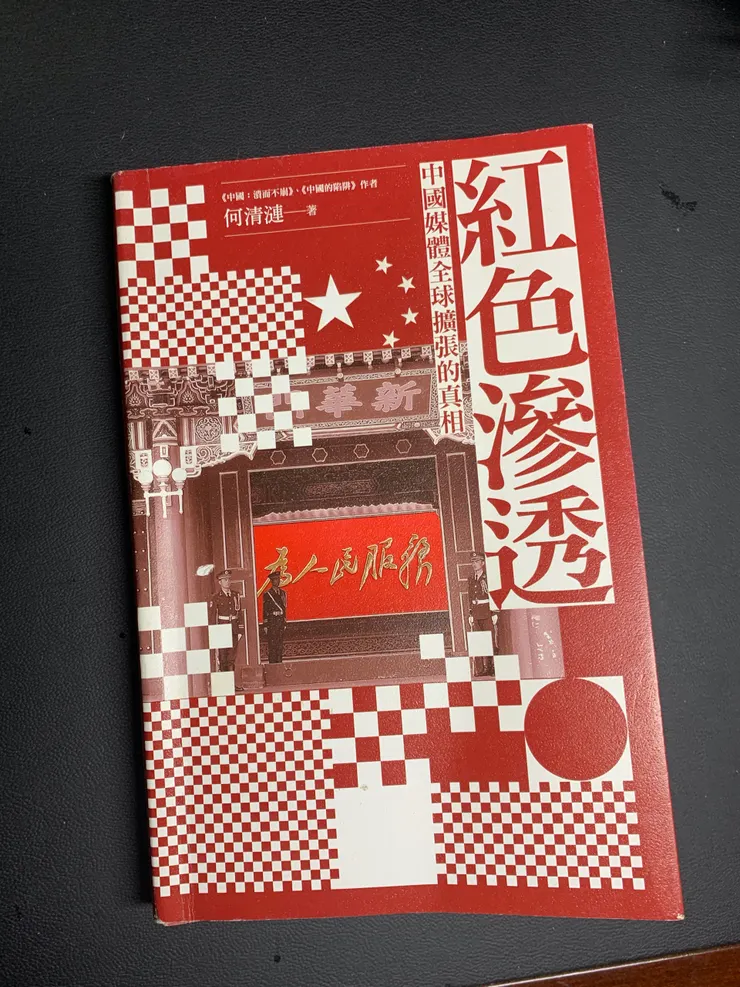 《中國:潰而不崩》、《中國的陷阱》作者
何清漣——著
紅色滲透
中國媒體全球擴張的真相
新華門
為人民服務